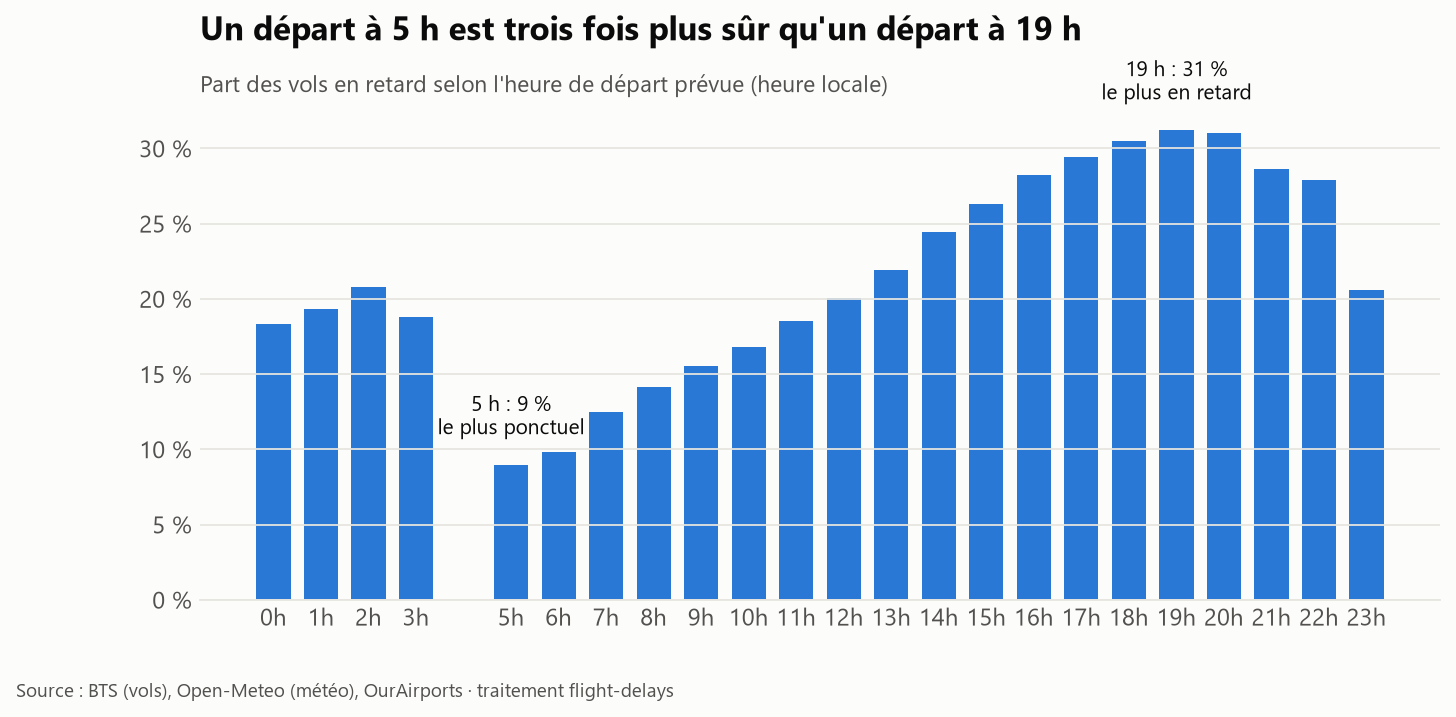 Un départ à 5 h est trois fois plus sûr qu'un départ à 19 h
Part des vols en retard selon l'heure de départ prévue (heure locale)
19 h : 31 %
le plus en retard
30 %
25 %
20 %
15 %
10 %
5 %
0 %
5 h : 9 %
le plus ponctuel
0h 1h 2h 3h 5h 6h 7h 8h 9h 10h 11h 12h 13h 14h 15h 16h 17h 18h 19h 20h 21h 22h 23h
Source : BTS (vols), Open-Meteo (météo), OurAirports · traitement flight-delays